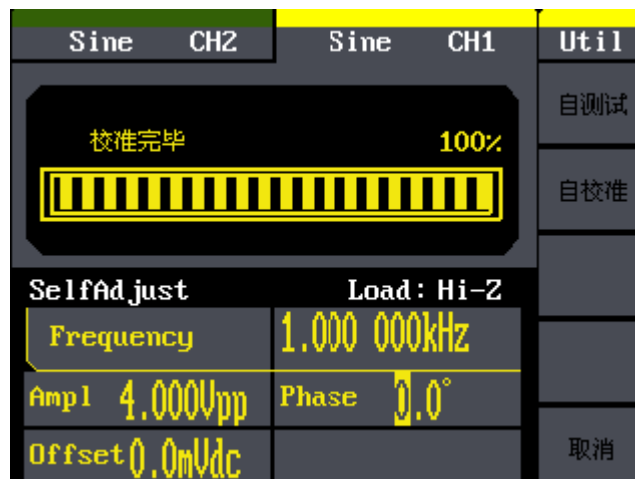 Sine CH2 Sine CH1 Util
自测试
校准完毕 100%
自校准
SelfAdjust Load: Hi-Z
Frequency 1.000 000kHz
Ampl 4.000Vpp Phase 0.0°
Offset 0.0mVdc
取消